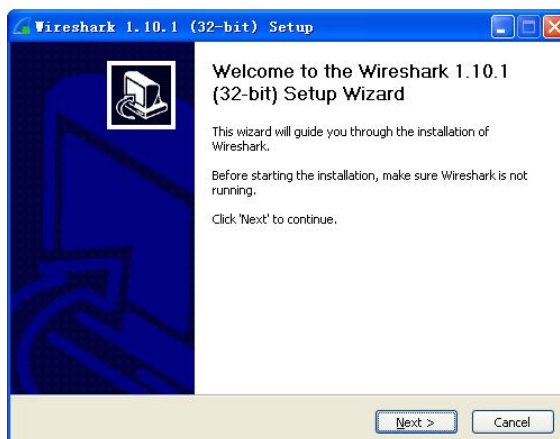 Wireshark 1.10.1 (32-bit) Setup
Welcome to the Wireshark 1.10.1
(32-bit) Setup Wizard
This wizard will guide you through the installation of
Wireshark.
Before starting the installation, make sure Wireshark is not
running.
Click 'Next' to continue.
Next >
Cancel